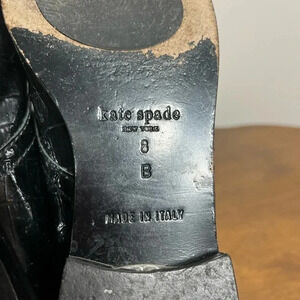 kate spade
NEW YORK
8
B
MADE IN ITALY